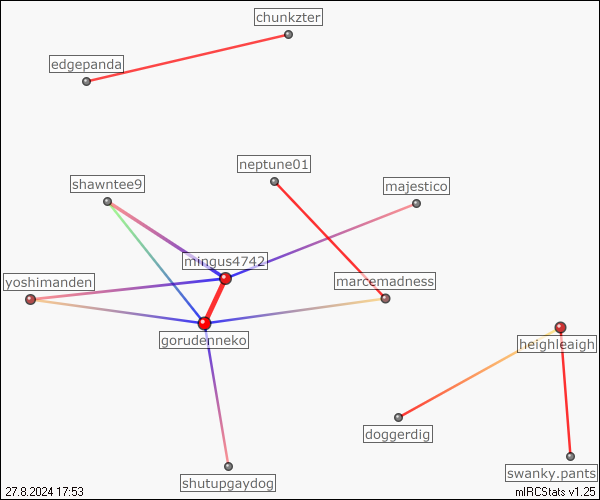 chunkzter
edgepanda
neptune01
shawntee9
majestico
mingus4742
yoshimanden
marcemadness
gorudenneko
heighleaigh
doggerdig
swanky.pants
shutupgaydog
27.8.2024 17:53
mIRCStats v1.25